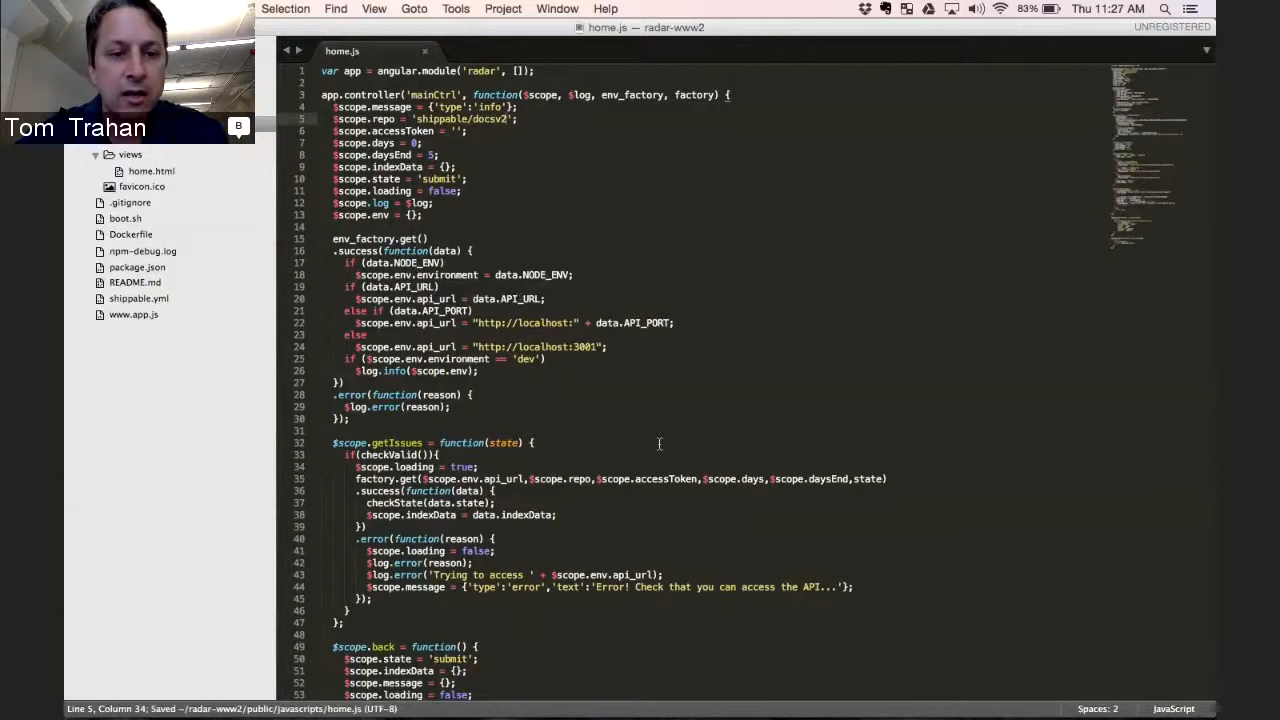 Selection Find View Goto Tools Project Window Help 83% Thu 11:27 AM
home.js — radar-www2 UNREGISTERED
Tom Trahan B
home.js
views
home.html
favicon.ico
.gitignore
boot.sh
Dockerfile
npm-debug.log
package.json
README.md
shippable.yml
www.app.js
1 var app = angular.module('radar', []);
2
3 app.controller('mainCtrl', function($scope, $log, env_factory, factory) {
4 $scope.message = {'type':'info'};
5 $scope.repo = 'shippable/docsv2';
6 $scope.accessToken = '';
7 $scope.days = 0;
8 $scope.daysEnd = 5;
9 $scope.indexData = {};
10 $scope.state = 'submit';
11 $scope.loading = false;
12 $scope.log = $log;
13 $scope.env = {};
14
15 env_factory.get()
16 .success(function(data) {
17 if (data.NODE_ENV)
18 $scope.env.environment = data.NODE_ENV;
19 if (data.API_URL)
20 $scope.env.api_url = data.API_URL;
21 else if (data.API_PORT)
22 $scope.env.api_url = "http://localhost:" + data.API_PORT;
23 else
24 $scope.env.api_url = "http://localhost:3001";
25 if ($scope.env.environment == 'dev')
26 $log.info($scope.env);
27 })
28 .error(function(reason) {
29 $log.error(reason);
30 });
31
32 $scope.getIssues = function(state) {
33 if(checkValid()){
34 $scope.loading = true;
35 factory.get($scope.env.api_url,$scope.repo,$scope.accessToken,$scope.days,$scope.daysEnd,state)
36 .success(function(data) {
37 checkState(data.state);
38 $scope.indexData = data.indexData;
39 })
40 .error(function(reason) {
41 $scope.loading = false;
42 $log.error(reason);
43 $log.error('Trying to access ' + $scope.env.api_url);
44 $scope.message = {'type':'error','text':'Error! Check that you can access the API...'};
45 });
46 }
47 };
48
49 $scope.back = function() {
50 $scope.state = 'submit';
51 $scope.indexData = {};
52 $scope.message = {};
53 $scope.loading = false;
Line 5, Column 34; Saved ~/radar-www2/public/javascripts/home.js (UTF-8) Spaces: 2 JavaScript